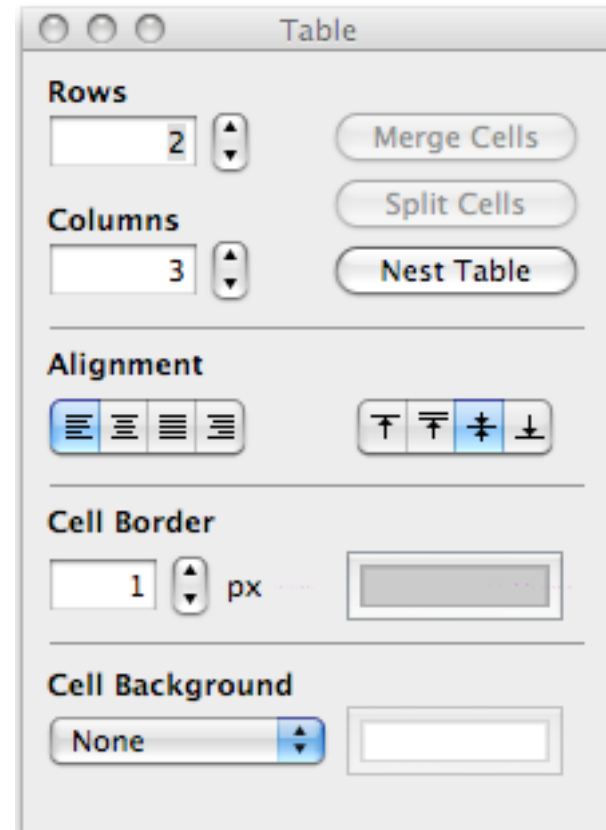 Table
Rows
2
Merge Cells
Split Cells
Columns
3
Nest Table
Alignment
Cell Border
1 px
Cell Background
None